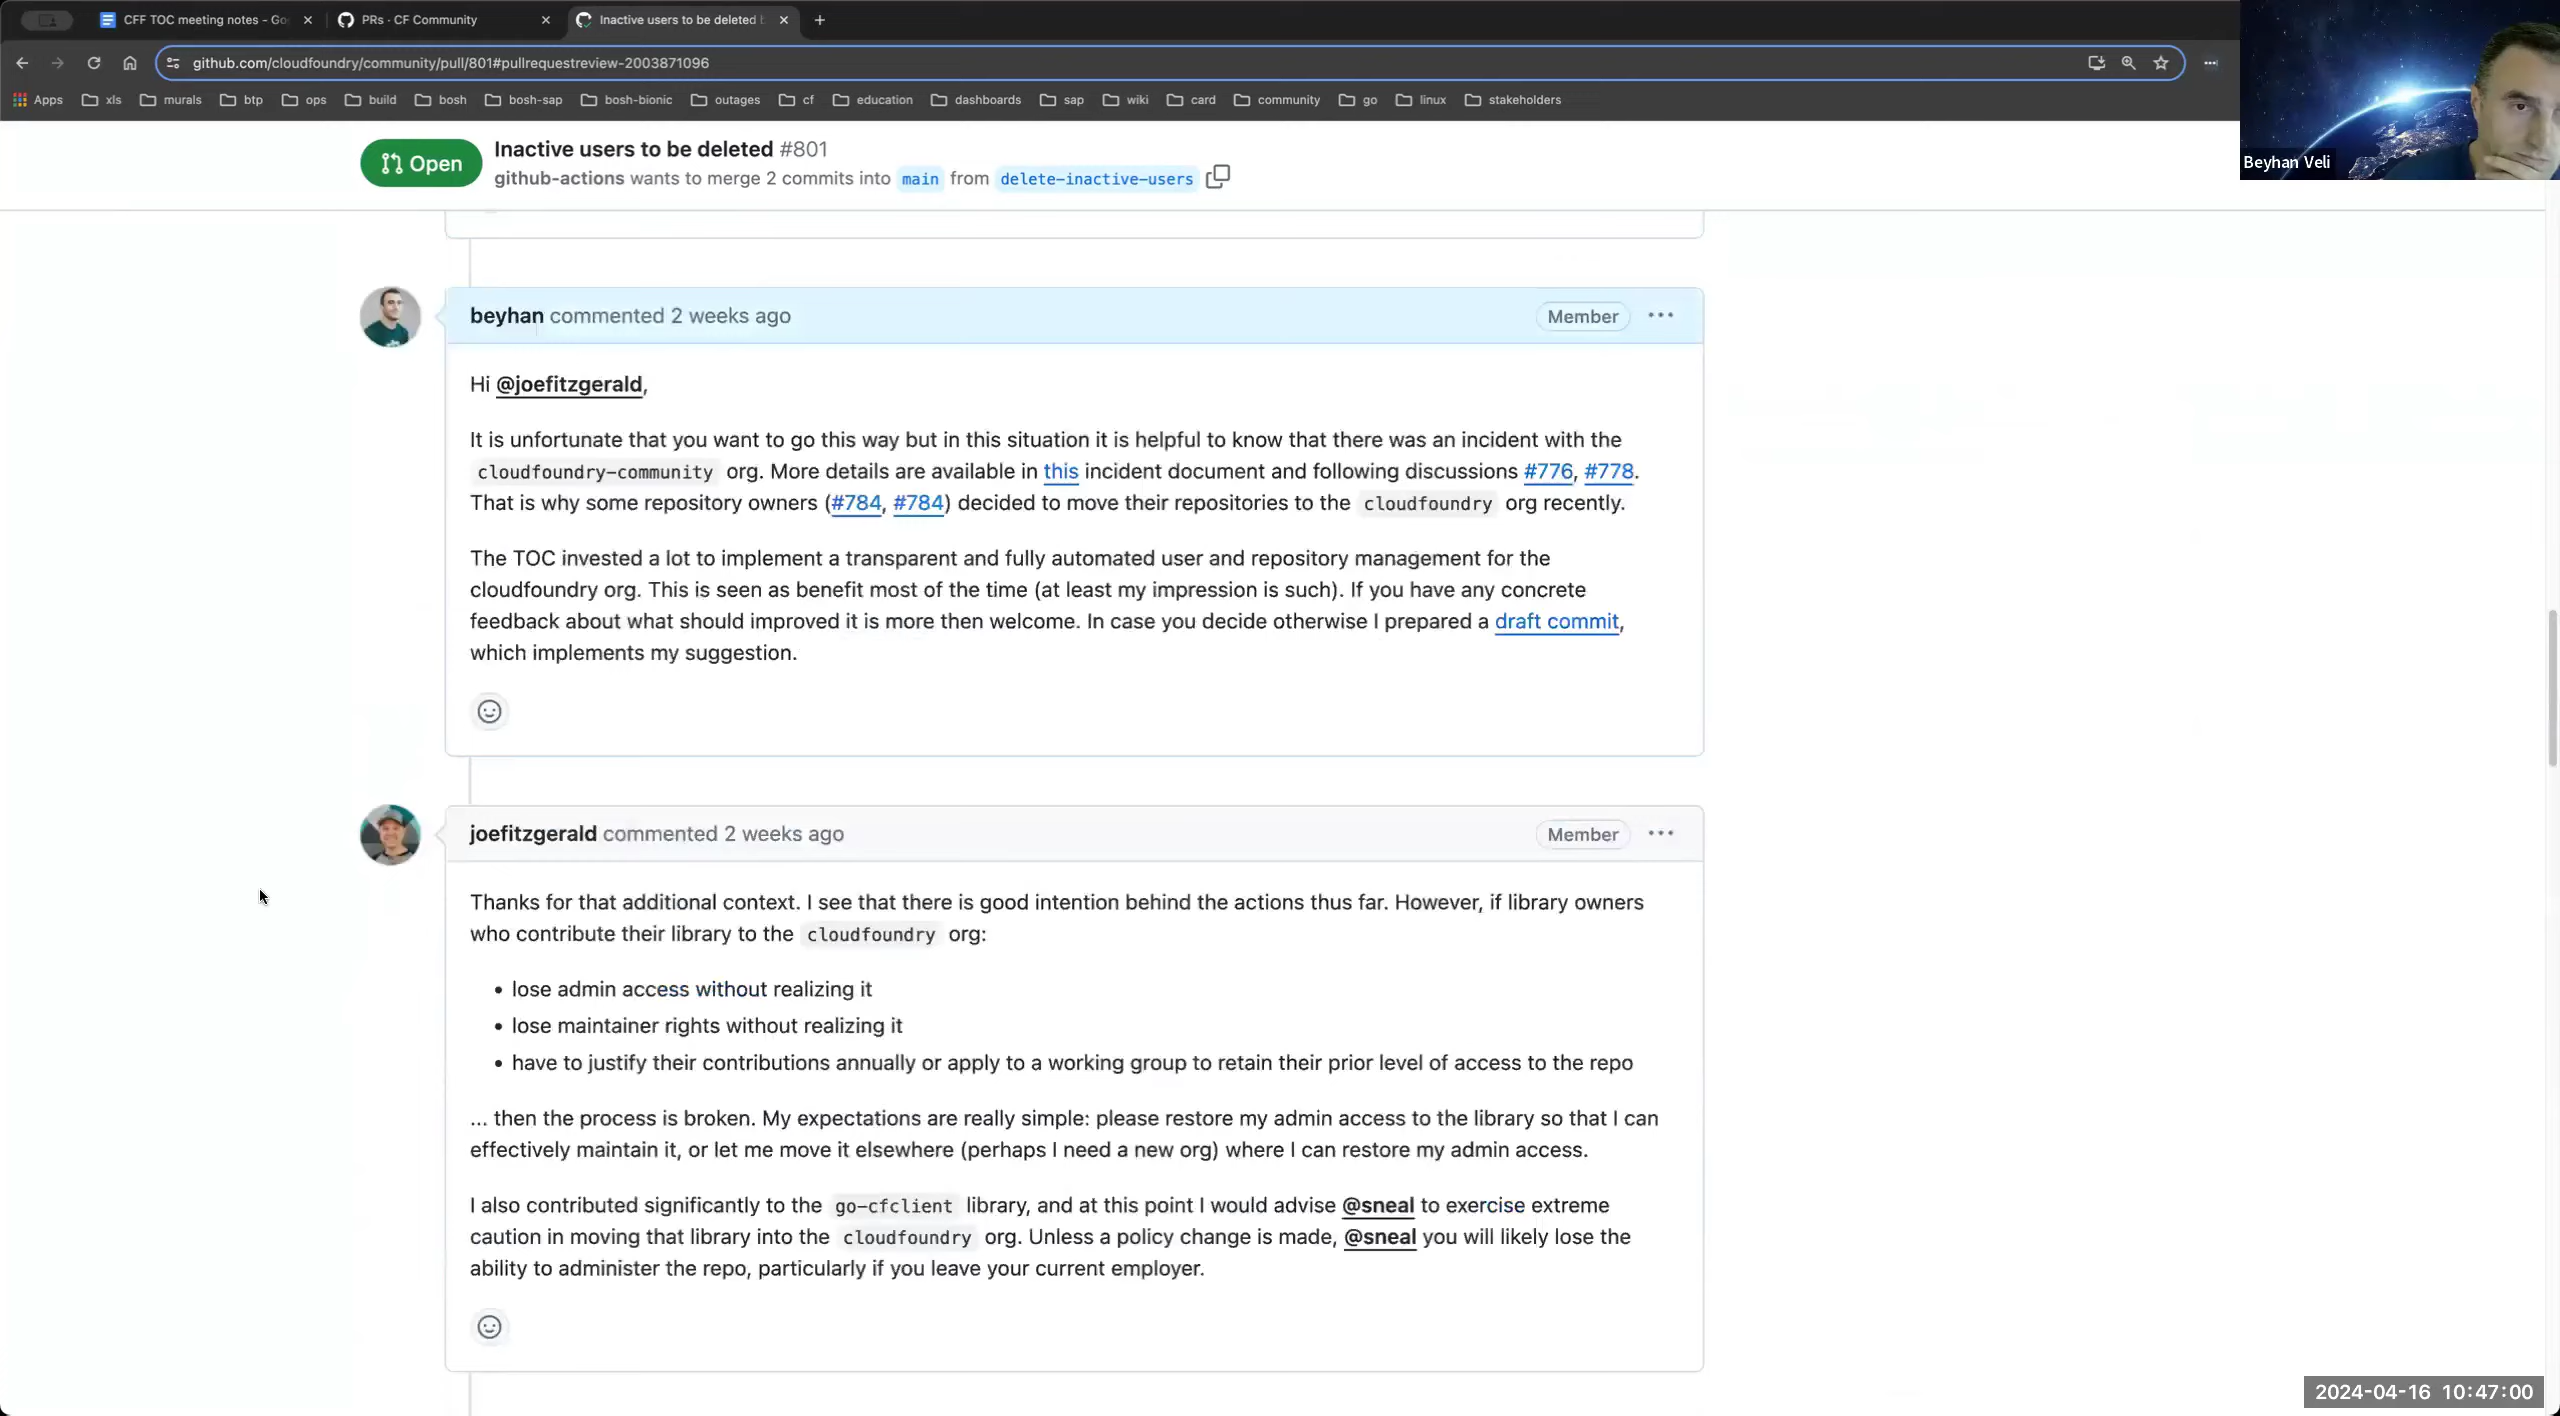 CFF TOC meeting notes - Go
PRs · CF Community
Inactive users to be deleted b
github.com/cloudfoundry/community/pull/801#pullrequestreview-2003871096
Apps xls murals btp ops build bosh bosh-sap bosh-bionic outages cf education dashboards sap wiki card community go linux stakeholders
Beyhan Veli
Open
Inactive users to be deleted #801
github-actions wants to merge 2 commits into main from delete-inactive-users
beyhan commented 2 weeks ago
Member
Hi @joefitzgerald,
It is unfortunate that you want to go this way but in this situation it is helpful to know that there was an incident with the
cloudfoundry-community org. More details are available in this incident document and following discussions #776, #778.
That is why some repository owners (#784, #784) decided to move their repositories to the cloudfoundry org recently.
The TOC invested a lot to implement a transparent and fully automated user and repository management for the
cloudfoundry org. This is seen as benefit most of the time (at least my impression is such). If you have any concrete
feedback about what should improved it is more then welcome. In case you decide otherwise I prepared a draft commit,
which implements my suggestion.
joefitzgerald commented 2 weeks ago
Member
Thanks for that additional context. I see that there is good intention behind the actions thus far. However, if library owners
who contribute their library to the cloudfoundry org:
• lose admin access without realizing it
• lose maintainer rights without realizing it
• have to justify their contributions annually or apply to a working group to retain their prior level of access to the repo
... then the process is broken. My expectations are really simple: please restore my admin access to the library so that I can
effectively maintain it, or let me move it elsewhere (perhaps I need a new org) where I can restore my admin access.
I also contributed significantly to the go-cfclient library, and at this point I would advise @sneal to exercise extreme
caution in moving that library into the cloudfoundry org. Unless a policy change is made, @sneal you will likely lose the
ability to administer the repo, particularly if you leave your current employer.
2024-04-16 10:47:00